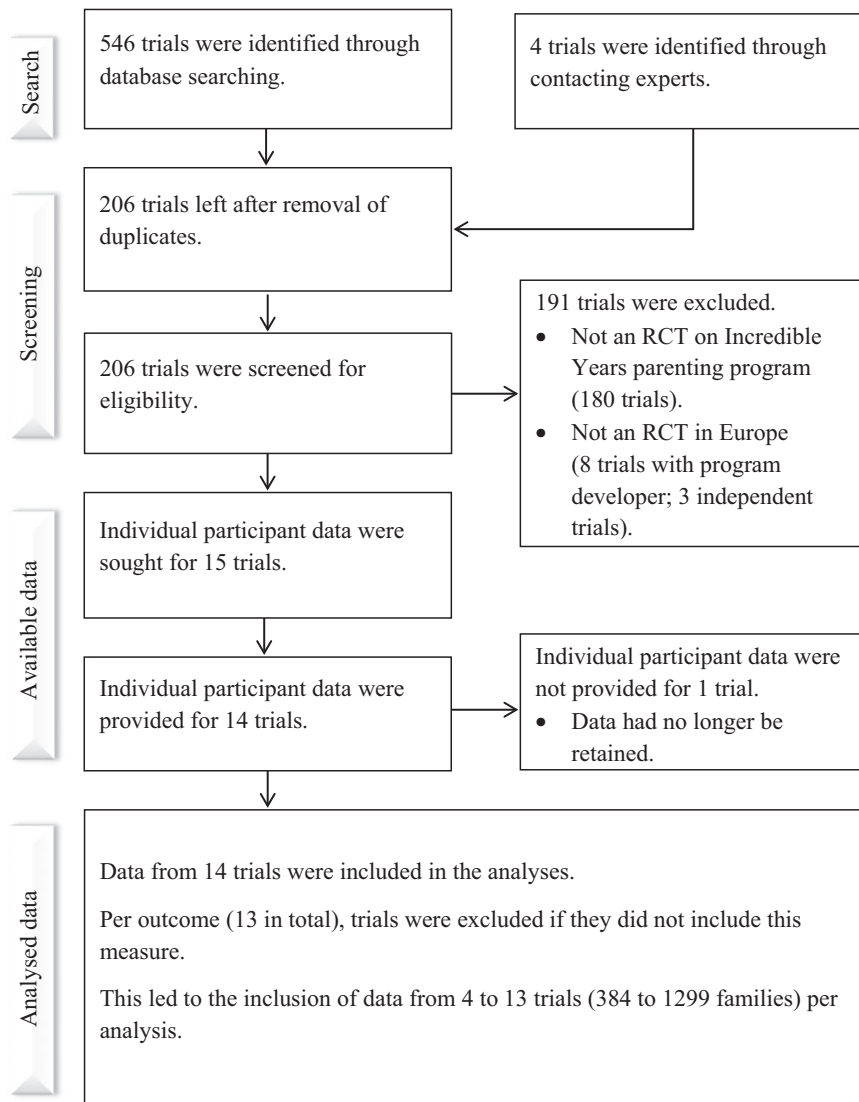 Search
546 trials were identified through
database searching.
4 trials were identified through
contacting experts.
Screening
206 trials left after removal of
duplicates.
206 trials were screened for
eligibility.
191 trials were excluded.
• Not an RCT on Incredible
Years parenting program
(180 trials).
• Not an RCT in Europe
(8 trials with program
developer; 3 independent
trials).
Available data
Individual participant data were
sought for 15 trials.
Individual participant data were
provided for 14 trials.
Individual participant data were
not provided for 1 trial.
• Data had no longer be
retained.
Analysed data
Data from 14 trials were included in the analyses.
Per outcome (13 in total), trials were excluded if they did not include this
measure.
This led to the inclusion of data from 4 to 13 trials (384 to 1299 families) per
analysis.